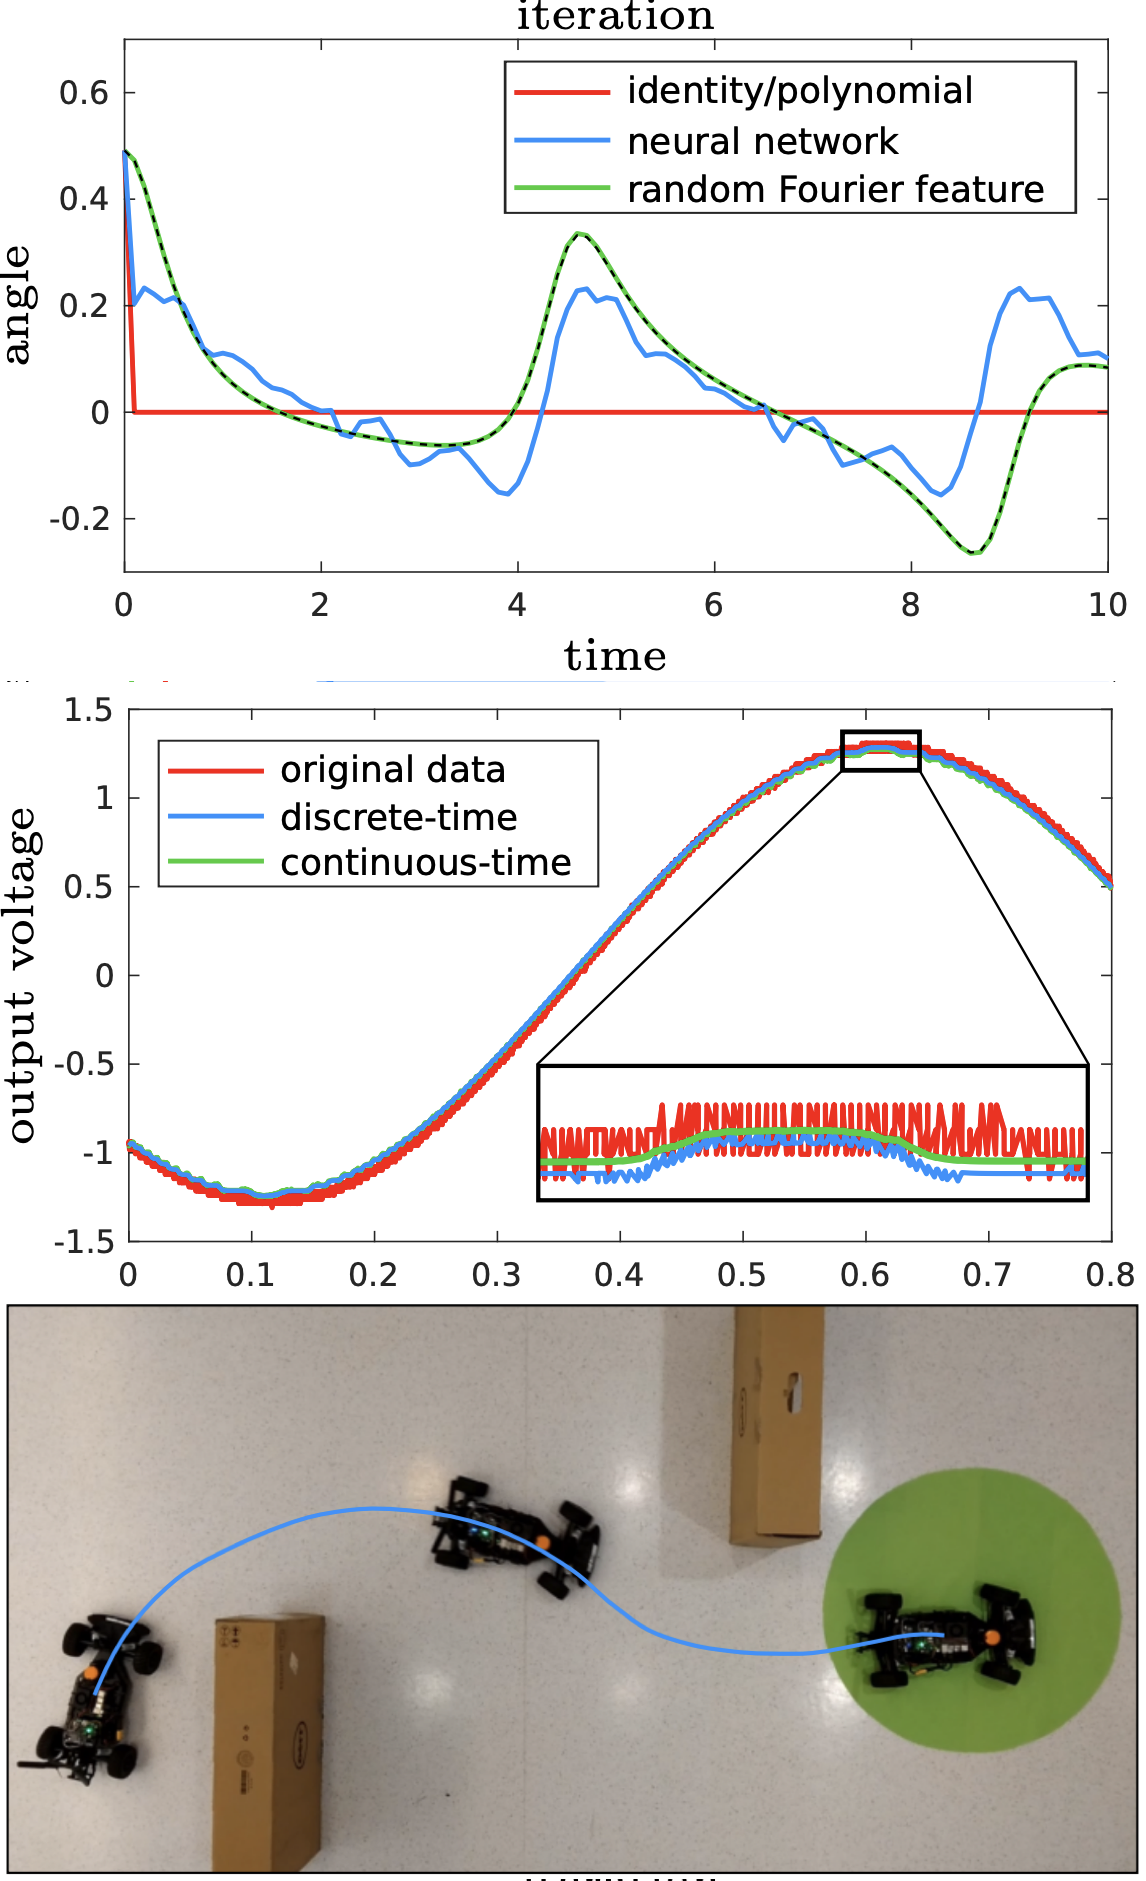 iteration
0.6
0.4
0.2
0
-0.2
angle
identity/polynomial
neural network
random Fourier feature
0 2 4 6 8 10
time
1.5
1
0.5
0
-0.5
-1
-1.5
output voltage
original data
discrete-time
continuous-time
0 0.1 0.2 0.3 0.4 0.5 0.6 0.7 0.8